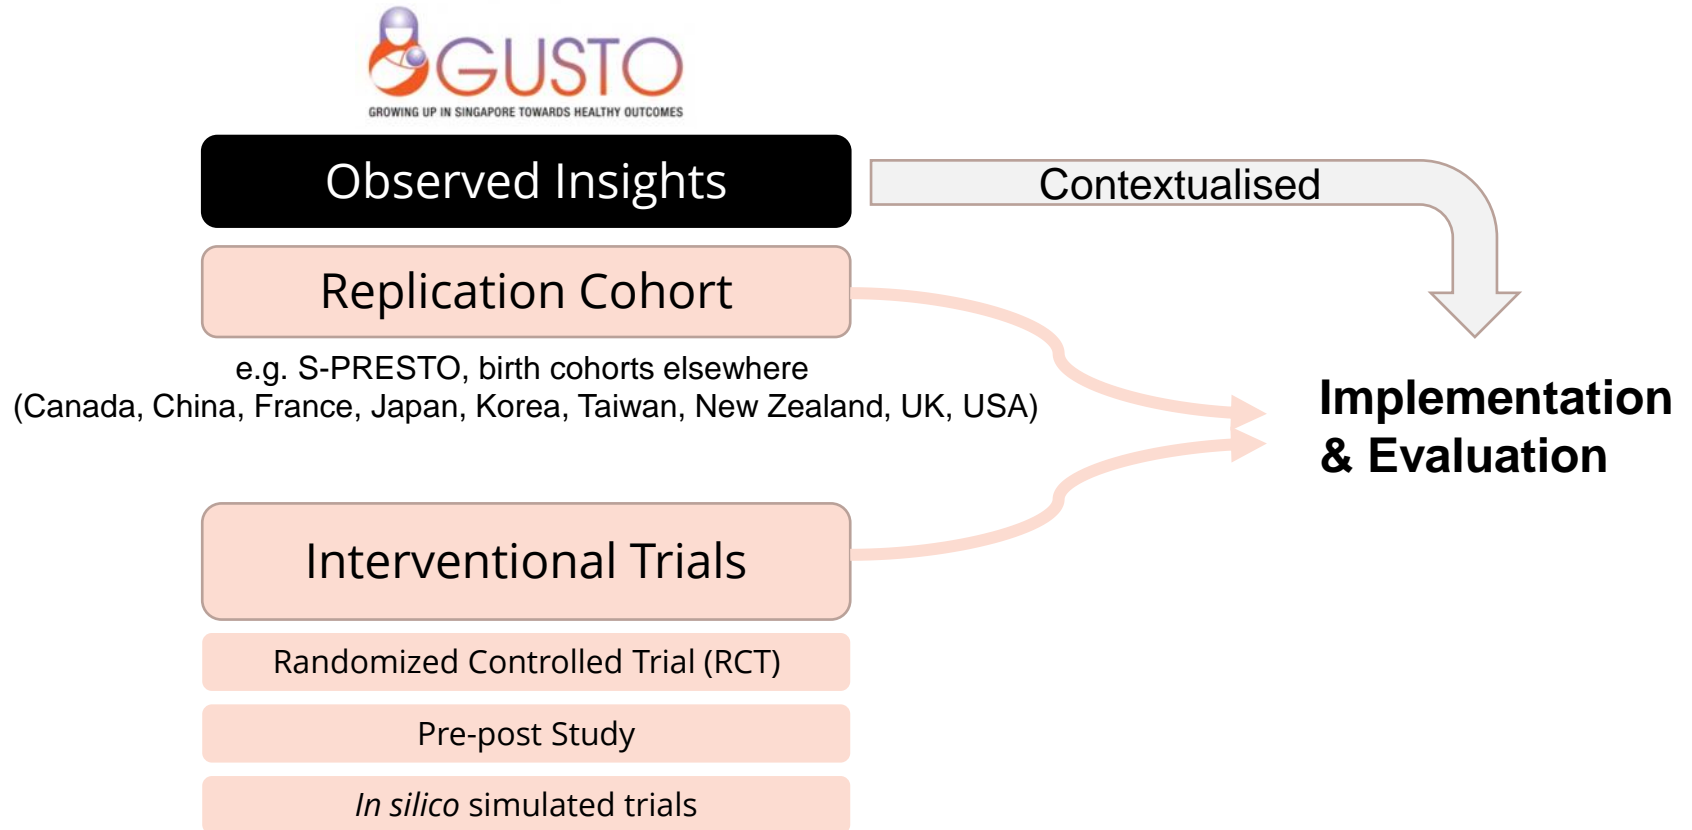 GUSTO
GROWING UP IN SINGAPORE TOWARDS HEALTHY OUTCOMES
Observed Insights
Contextualised
Replication Cohort
e.g. S-PRESTO, birth cohorts elsewhere
(Canada, China, France, Japan, Korea, Taiwan, New Zealand, UK, USA)
Implementation
& Evaluation
Interventional Trials
Randomized Controlled Trial (RCT)
Pre-post Study
In silico simulated trials